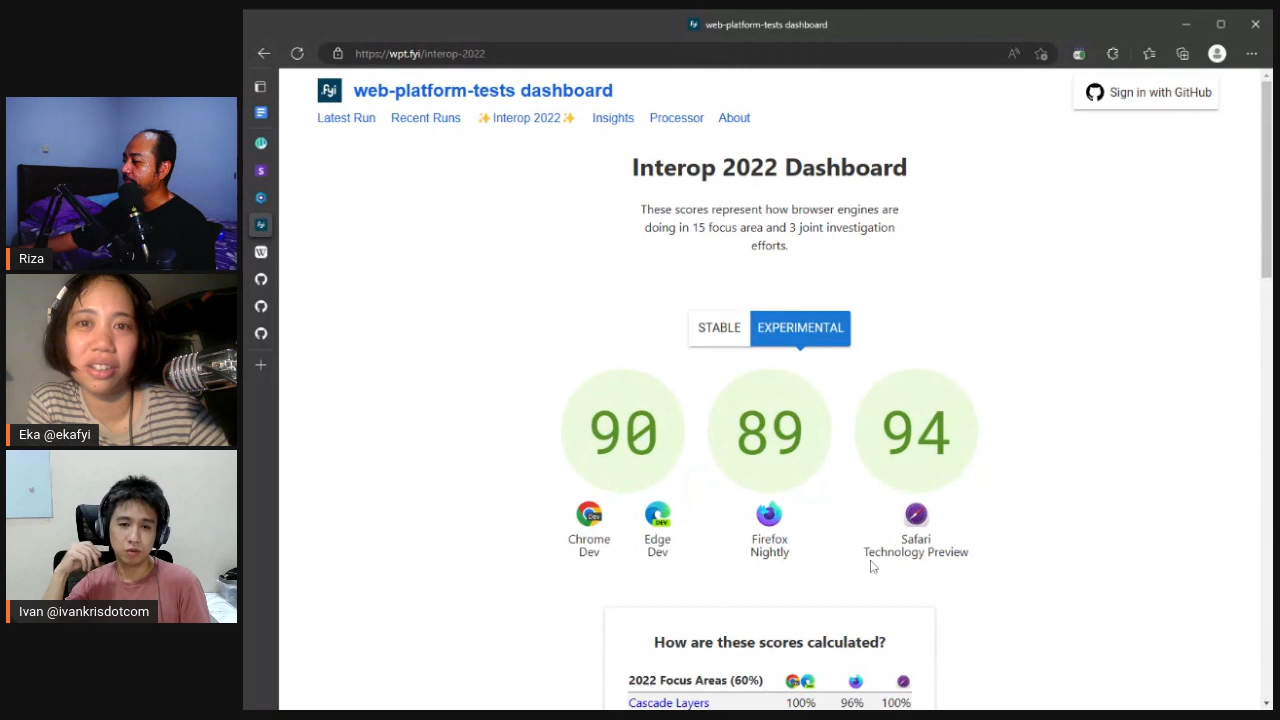 web-platform-tests dashboard
https://wpt.fyi/interop-2022
.fyi
web-platform-tests dashboard
Sign in with GitHub
Latest Run
Recent Runs
✨Interop 2022✨
Insights
Processor
About
Interop 2022 Dashboard
These scores represent how browser engines are
doing in 15 focus area and 3 joint investigation
efforts.
STABLE
EXPERIMENTAL
90
89
94
Chrome
Dev
Edge
Dev
Firefox
Nightly
Safari
Technology Preview
How are these scores calculated?
2022 Focus Areas (60%)
Cascade Layers 100% 96% 100%
Riza
Eka @ekafyi
Ivan @ivankrisdotcom